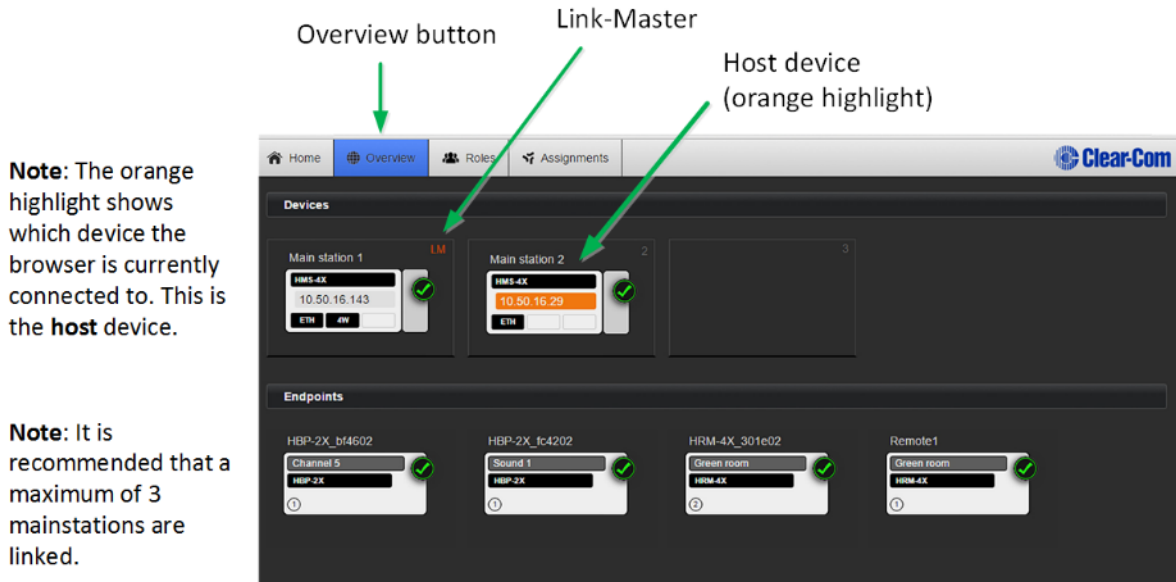 Overview button
Link-Master
Host device
(orange highlight)
Note: The orange
highlight shows
which device the
browser is currently
connected to. This is
the host device.
Note: It is
recommended that a
maximum of 3
mainstations are
linked.
Home Overview Roles Assignments Clear-Com
Devices
Main station 1 LM
HMS-4X
10.50.16.143
ETH 4W
Main station 2 2
HMS-4X
10.50.16.29
ETH
3
Endpoints
HBP-2X_bf4602
Channel 5
HBP-2X
1
HBP-2X_fc4202
Sound 1
HBP-2X
1
HRM-4X_301e02
Green room
HRM-4X
2
Remote1
Green room
HRM-4X
1